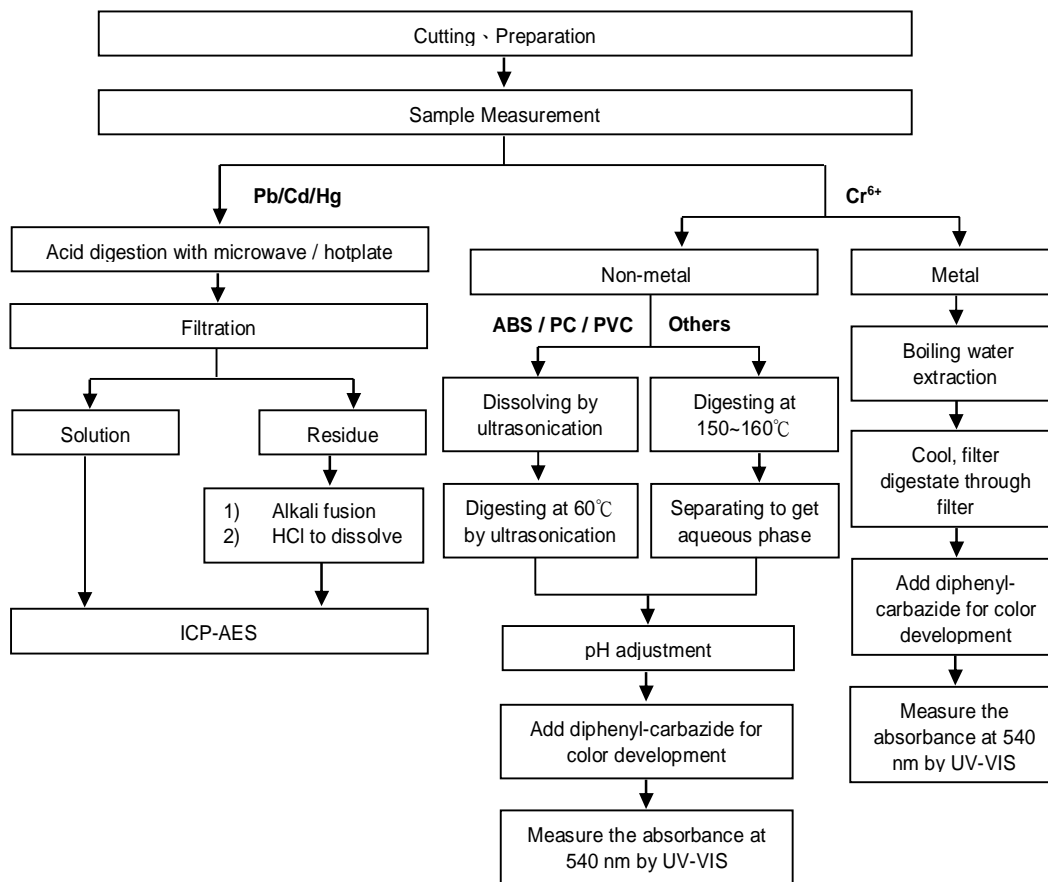 Cutting、Preparation
Sample Measurement
Pb/Cd/Hg
Cr⁶⁺
Acid digestion with microwave / hotplate
Non-metal
Metal
Filtration
ABS / PC / PVC
Others
Boiling water
extraction
Solution
Residue
Dissolving by
ultrasonication
Digesting at
150~160℃
Cool, filter
digestate through
filter
1) Alkali fusion
2) HCl to dissolve
Digesting at 60℃
by ultrasonication
Separating to get
aqueous phase
ICP-AES
Add diphenyl-
carbazide for color
development
pH adjustment
Measure the
absorbance at 540
nm by UV-VIS
Add diphenyl-carbazide for
color development
Measure the absorbance at
540 nm by UV-VIS